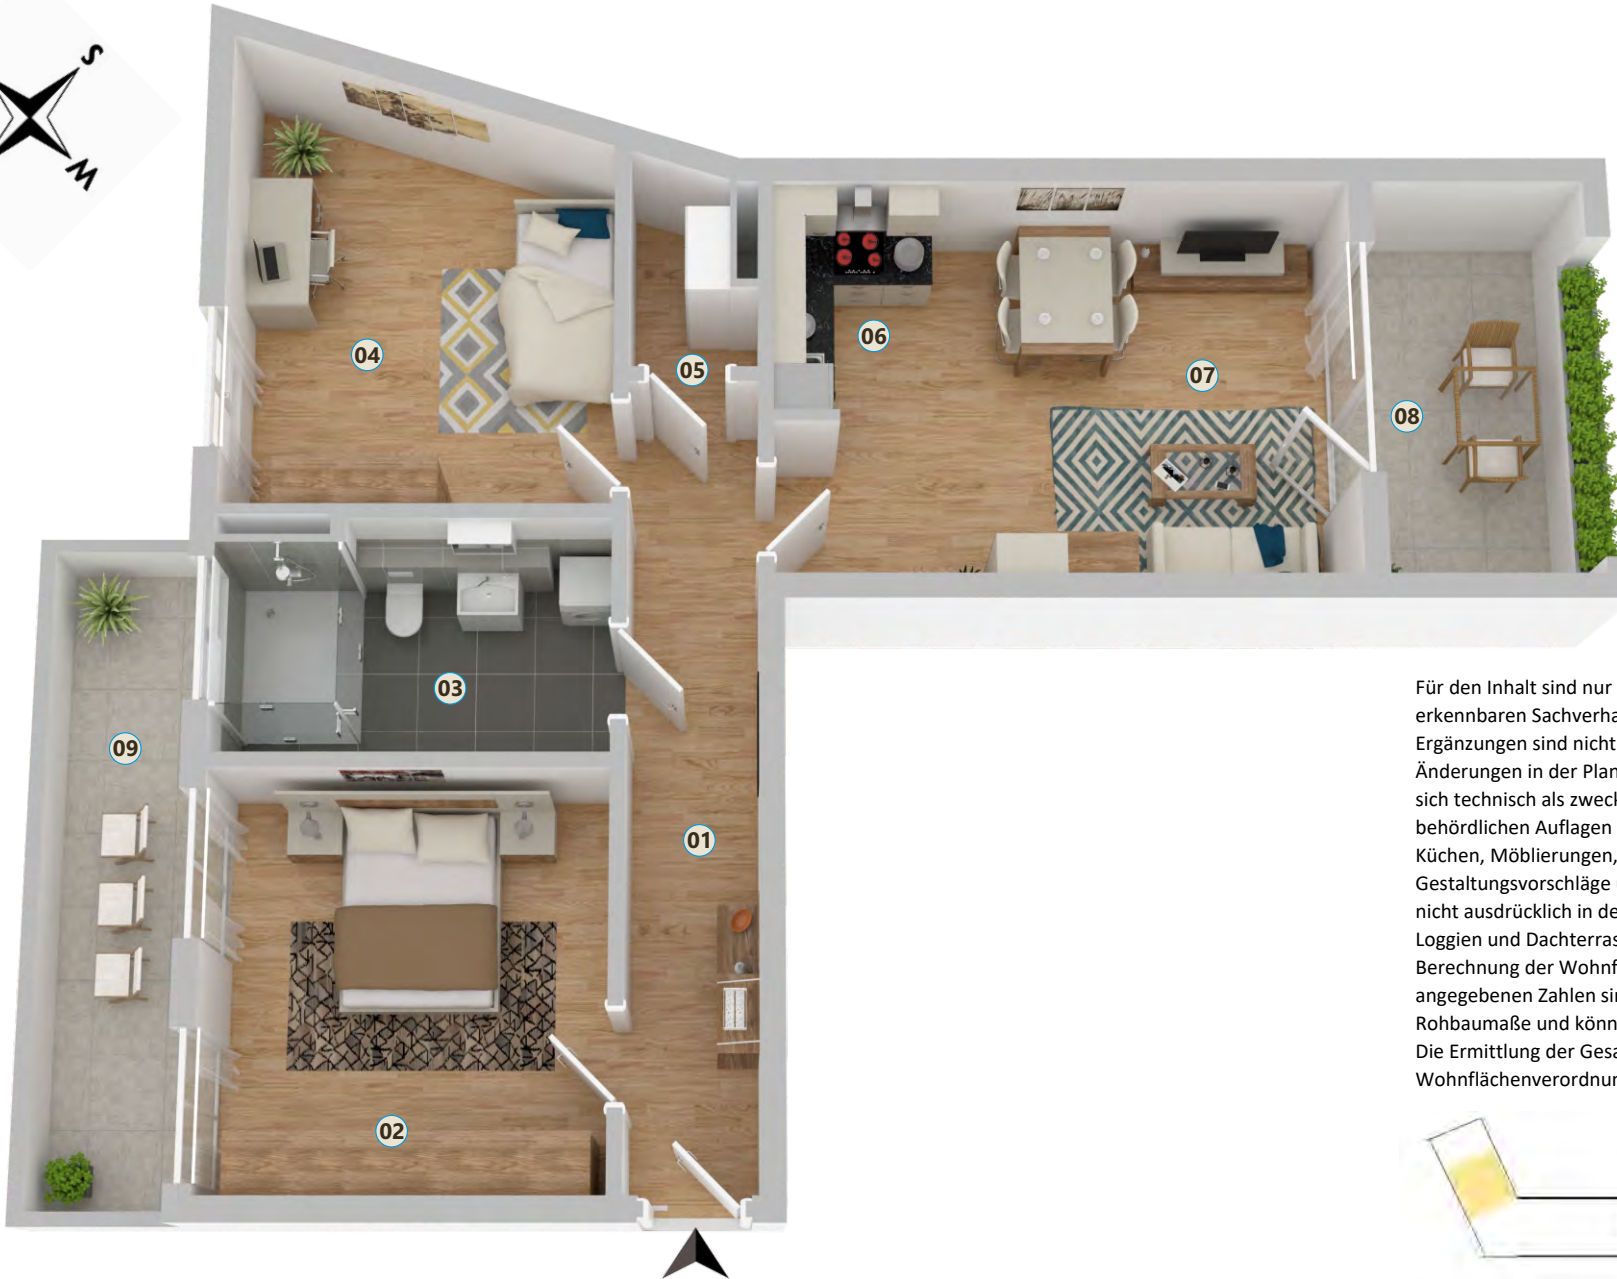 S
W
04
05
06
07
08
03
09
01
02
Für den Inhalt sind nur
erkennbaren Sachverha
Ergänzungen sind nicht
Änderungen in der Plan
sich technisch als zweck
behördlichen Auflagen
Küchen, Möblierungen,
Gestaltungsvorschläge
nicht ausdrücklich in de
Loggien und Dachterras
Berechnung der Wohnf
angegebenen Zahlen sin
Rohbaumaße und könn
Die Ermittlung der Gesa
Wohnflächenverordnun